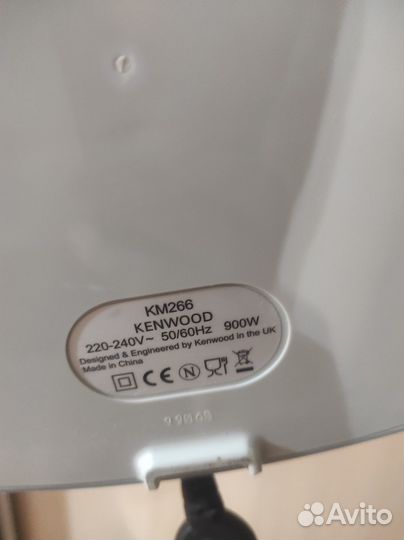 KM266
KENWOOD
220-240V~ 50/60Hz 900W
Designed & Engineered by Kenwood in the UK
Made in China
CE N
Avito